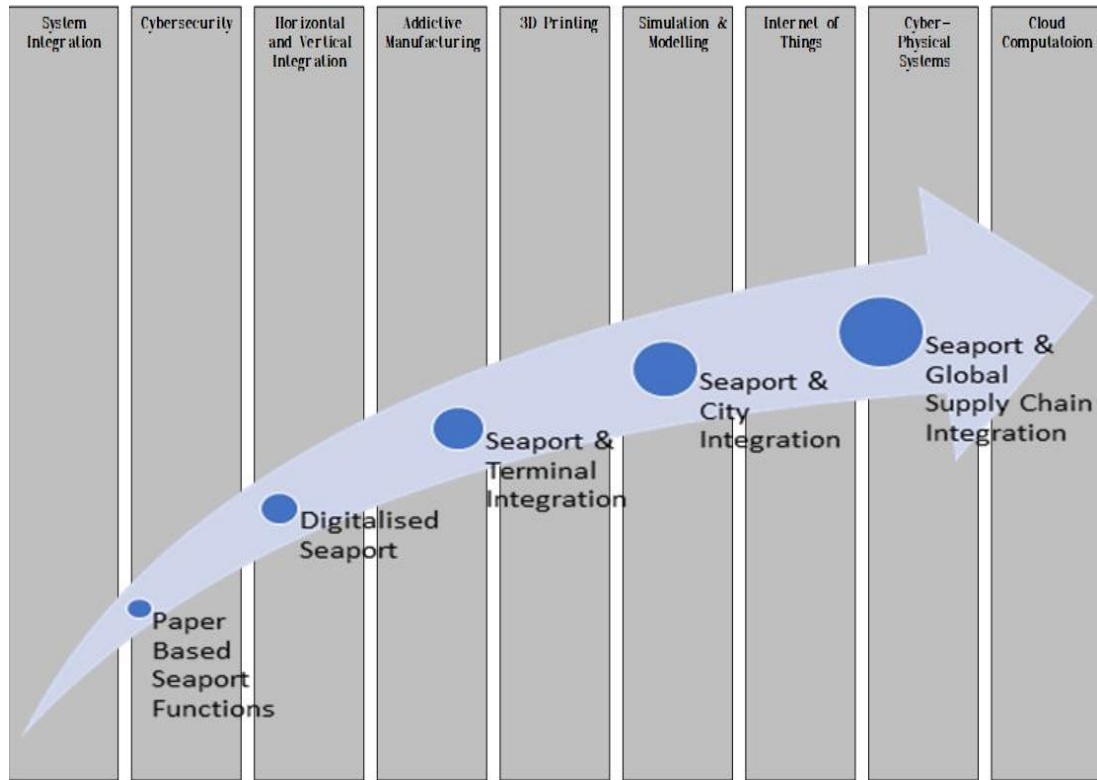 System
Integration
Cybersecurity
Horizontal
and Vertical
Integration
Addictive
Manufacturing
3D Printing
Simulation &
Modelling
Internet of
Things
Cyber-
Physical
Systems
Cloud
Computatoion
Paper
Based
Seaport
Functions
Digitalised
Seaport
Seaport &
Terminal
Integration
Seaport &
City
Integration
Seaport &
Global
Supply Chain
Integration